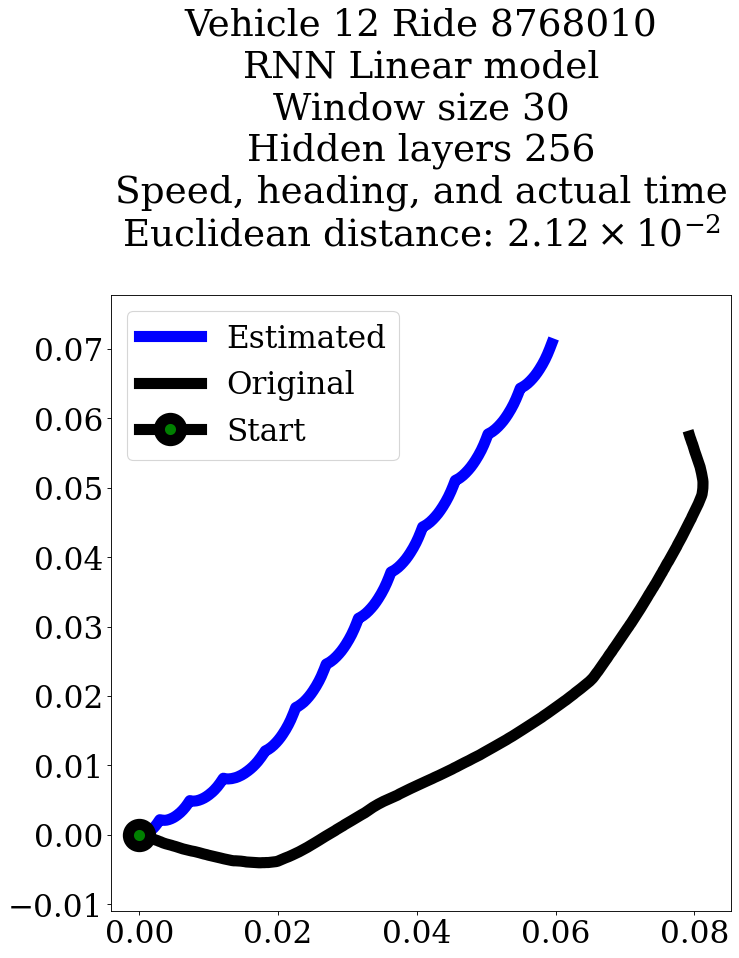 Vehicle 12 Ride 8768010
RNN Linear model
Window size 30
Hidden layers 256
Speed, heading, and actual time
Euclidean distance: 2.12 × 10⁻²
Estimated
Original
Start
0.07
0.06
0.05
0.04
0.03
0.02
0.01
0.00
−0.01
0.00 0.02 0.04 0.06 0.08